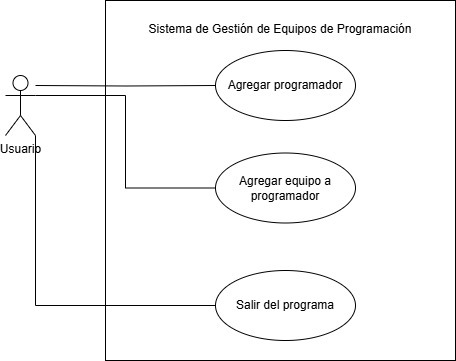 Sistema de Gestión de Equipos de Programación
Agregar programador
Usuario
Agregar equipo a
programador
Salir del programa